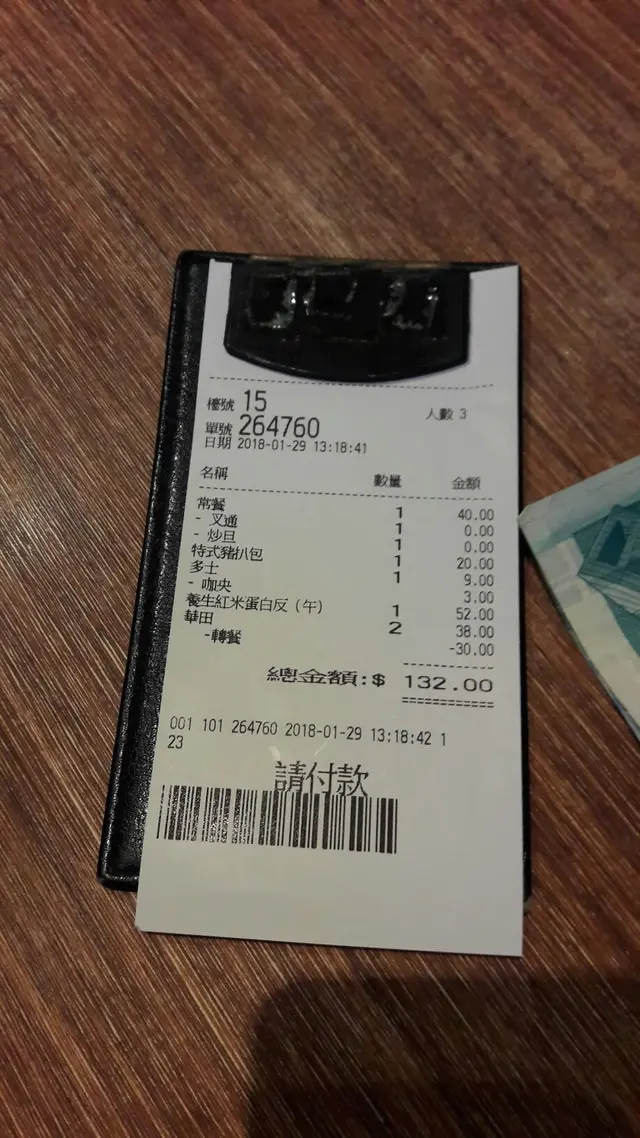 檯號 15 人數 3
單號 264760
日期 2018-01-29 13:18:41
名稱 數量 金額
常餐 1 40.00
- 叉通 1 0.00
- 炒旦 1 0.00
特式豬扒包 1 20.00
多士 1 9.00
- 咖央 3.00
養生紅米蛋白反（午） 1 52.00
華田 2 38.00
-轉餐 -30.00
總金額:$ 132.00
001 101 264760 2018-01-29 13:18:42 1
23
請付款